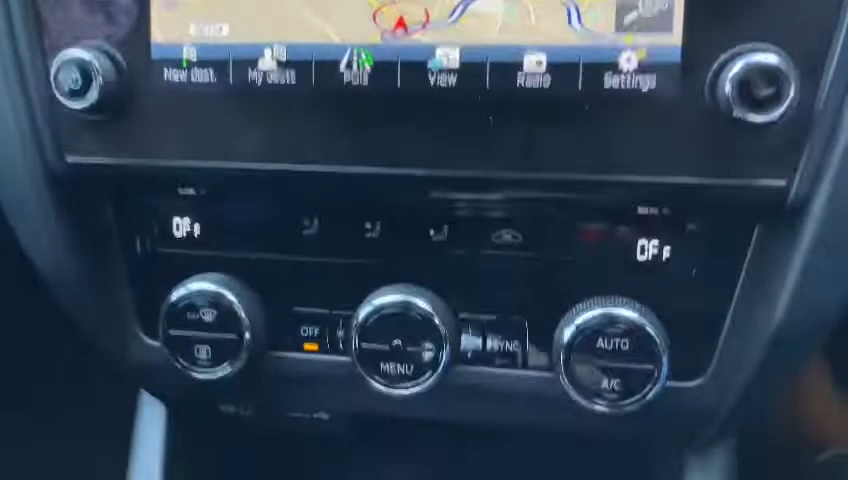 New dest. My dests POIs View Radio Settings
OFF OFF
OFF MENU SYNC AUTO
A/C